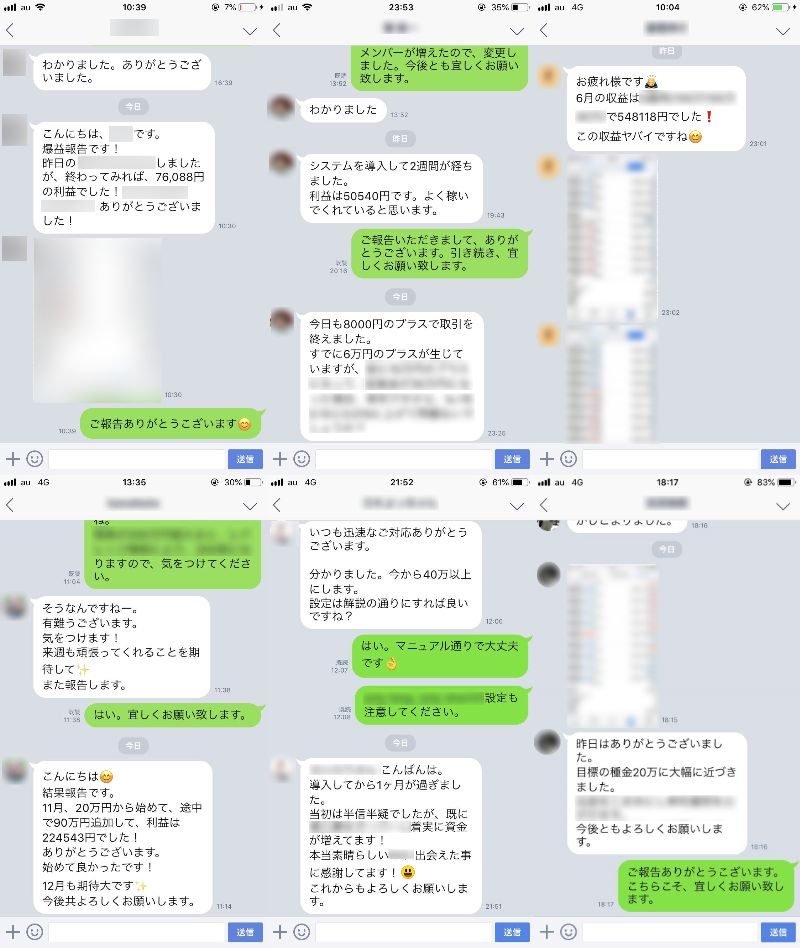 au
10:39
7%
わかりました。ありがとうござ
いました。
16:39
今日
こんにちは、
です。
爆益報告です！
昨日の
しました
が、終わってみれば、76,088円
の利益でした！
ありがとうございま
した！
10:30
10:30
ご報告ありがとうこざいます😊
10:39
送信
au
23:53
35%
メンバーが増えたので、変更し
ました。今後とも宜しくお願い
致します。
既読
13:52
わかりました
13:52
昨日
システムを導入して2週間が経ち
ました。
利益は50540円です。よく稼い
でくれていると思います。
19:43
ご報告いただきまして、ありが
とうございます。引き続き、宜
しくお願い致します。
既読
20:16
今日
今日も8000円のプラスで取引を
終えました。
すでに6万円のプラスが生じて
いますが、
23:26
送信
au 4G
10:04
62%
昨日
お疲れ様です🙇
6月の収益は
で548118円でした❗
この収益ヤバイですね😊
23:01
23:02
送信
au 4G
13:36
30%
は。
りますので、気をつけてくださ
い。
既読
11:04
そうなんですねー。
有難うございます。
気をつけます！
来週も頑張ってくれることを期
待して✨
また報告します。
11:38
はい。宜しくお願い致します。
既読
11:38
今日
こんにちは😊
結果報告です。
11月、20万円から始めて、途中
で90万円追加して、利益は
224543円でした！
ありがとうございます。
始めて良かったです！
12月も期待大です✨
今後共よろしくお願いします。
11:14
送信
au 4G
21:52
61%
いつも迅速なご対応ありがとう
ございます。
分かりました。今から40万以上
にします。
設定は解説の通りにすれば良い
ですね？
12:00
はい。マニュアル通りで大丈夫
です👌
既読
12:07
設定も
注意してください。
既読
12:08
今日
こんばんは。
導入してから1ヶ月が過ぎまし
た。
当初は半信半疑でしたが、既に
着実に資金
が増えてます！
本当素晴らしい
出会えた事
に感謝してます！😃
これからもよろしくお願いしま
す。
21:51
送信
au 4G
18:17
83%
かしこまりました。
18:16
今日
18:15
昨日はありがとうございまし
た。
目標の種金20万に大幅に近づき
ました。
今後ともよろしくお願いしま
す。
18:16
ご報告ありがとうこざいます。
こちらこそ、宜しくお願い致し
ます。
18:17
送信